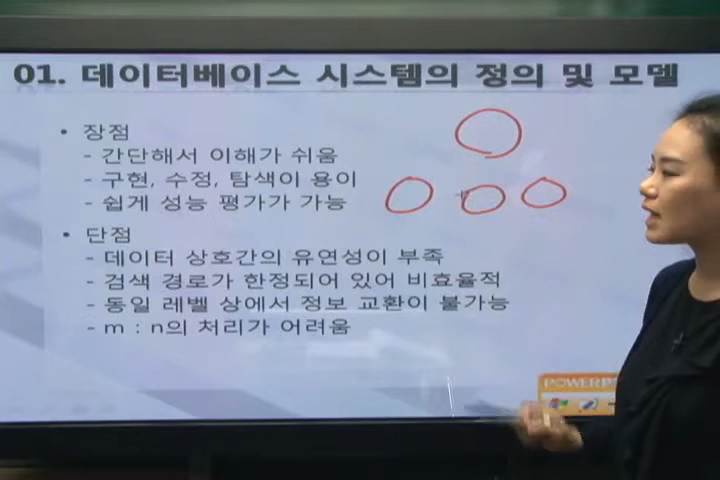 01. 데이터베이스 시스템의 정의 및 모델
• 장점
- 간단해서 이해가 쉬움
- 구현, 수정, 탐색이 용이
- 쉽게 성능 평가가 가능
• 단점
- 데이터 상호간의 유연성이 부족
- 검색 경로가 한정되어 있어 비효율적
- 동일 레벨 상에서 정보 교환이 불가능
- m : n의 처리가 어려움